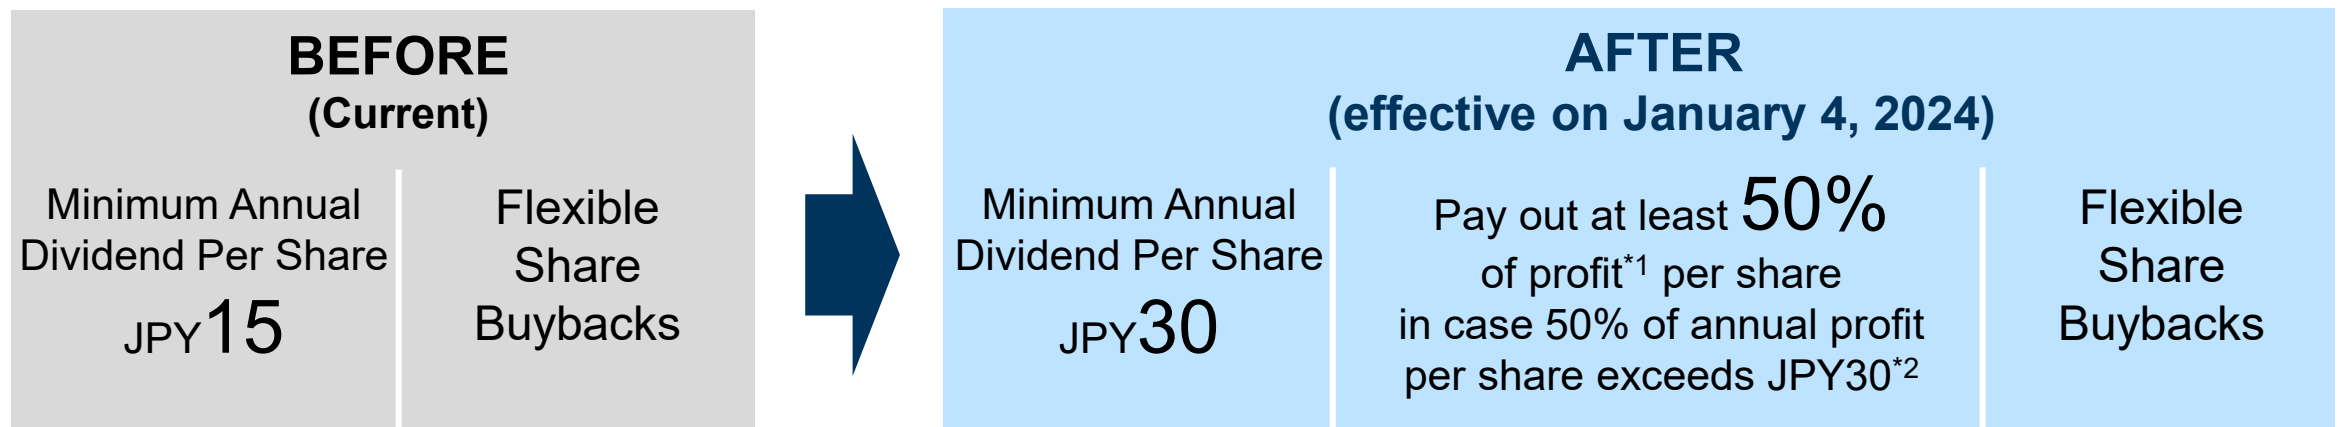 BEFORE
(Current)
Minimum Annual
Dividend Per Share
JPY15
Flexible
Share
Buybacks
AFTER
(effective on January 4, 2024)
Minimum Annual
Dividend Per Share
JPY30
Pay out at least 50%
of profit*1 per share
in case 50% of annual profit
per share exceeds JPY30*2
Flexible
Share
Buybacks